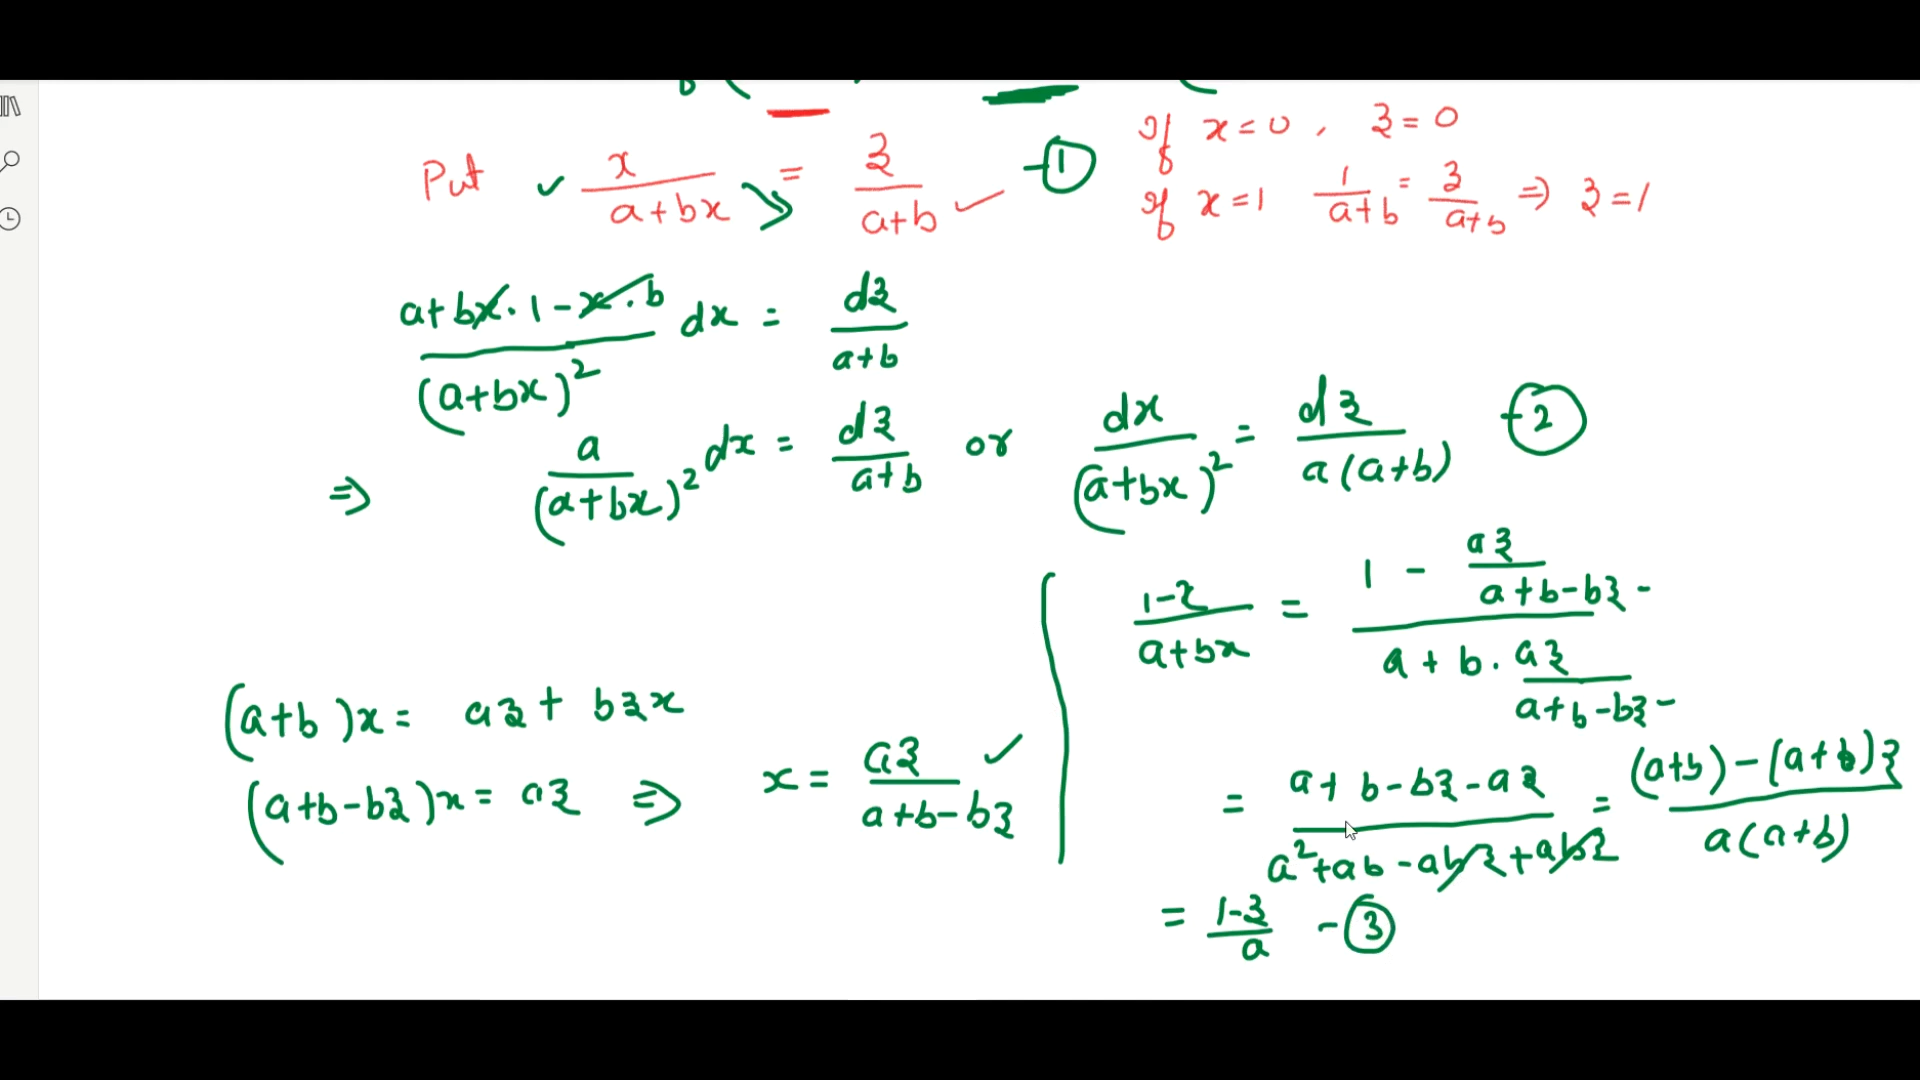 Put ✓ x/(a+bx) = z/(a+b) ✓ -①
If x=0, z=0
If x=1 1/(a+b) = z/(a+b) ⇒ z=1
(a+bx·1-x·b)/(a+bx)² dx = dz/(a+b)
⇒ a/(a+bx)² dx = dz/(a+b) or dx/(a+bx)² = dz/(a(a+b)) -②
(a+b)x = az + bzx
(a+b-bz)x = az ⇒ x = az/(a+b-bz) ✓
(1-x)/(a+bx) = (1 - az/(a+b-bz))/(a + b·az/(a+b-bz))
= (a+b-bz-az)/(a²+ab-abz+abz) = ((a+b)-(a+b)z)/(a(a+b))
= (1-z)/a -③